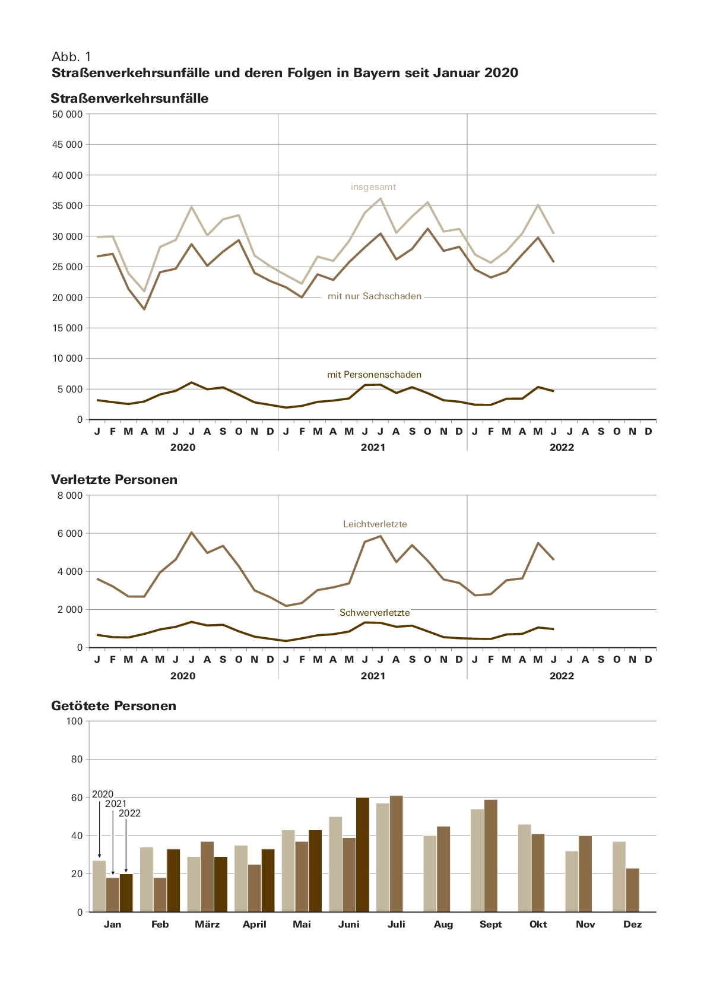 Abb. 1
Straßenverkehrsunfälle und deren Folgen in Bayern seit Januar 2020
Straßenverkehrsunfälle
50 000
45 000
40 000
insgesamt
35 000
30 000
25 000
20 000
mit nur Sachschaden
15 000
10 000
mit Personenschaden
5 000
0
J F M A M J J A S O N D J F M A M J J A S O N D J F M A M J J A S O N D
2020 2021 2022
Verletzte Personen
8 000
Leichtverletzte
6 000
4 000
2 000
Schwerverletzte
0
J F M A M J J A S O N D J F M A M J J A S O N D J F M A M J J A S O N D
2020 2021 2022
Getötete Personen
100
80
60
2020
2021
2022
40
20
0
Jan Feb März April Mai Juni Juli Aug Sept Okt Nov Dez